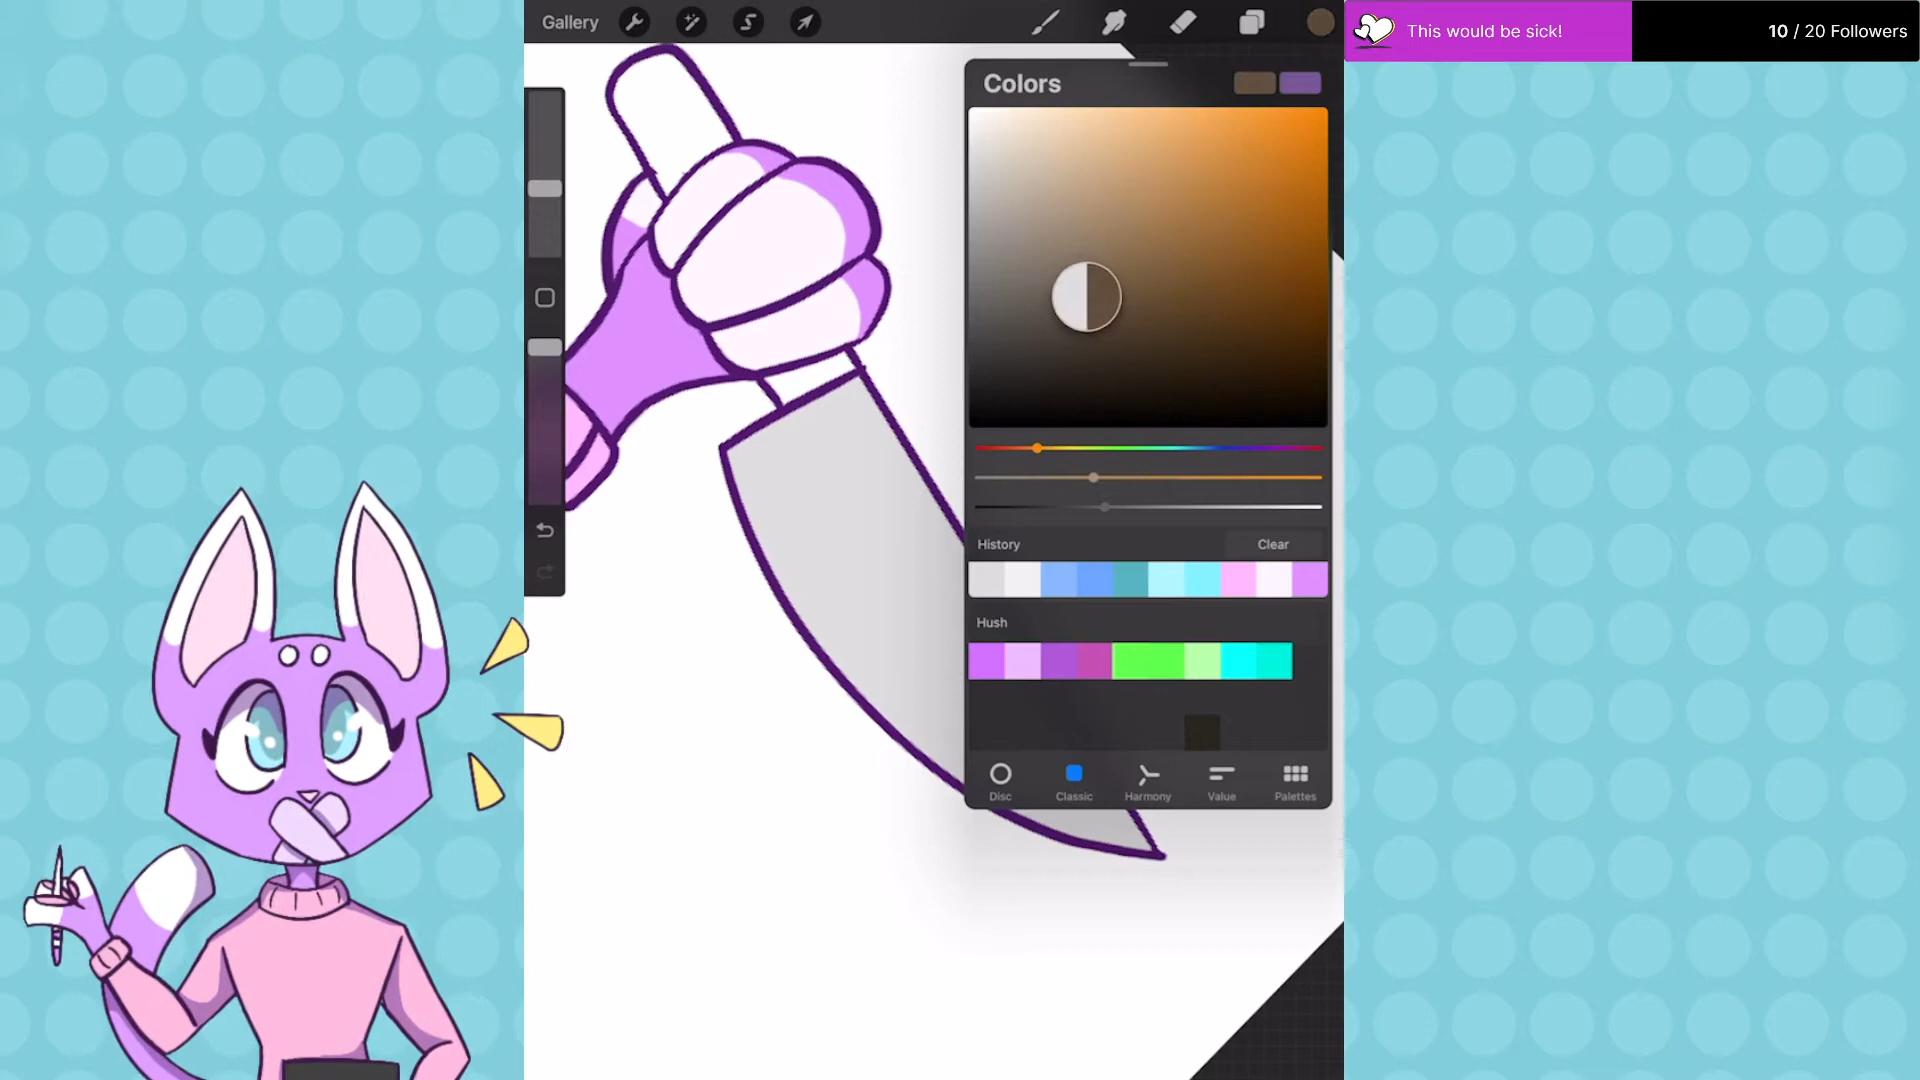 Gallery
This would be sick!
10 / 20 Followers
Colors
History
Clear
Hush
Disc
Classic
Harmony
Value
Palettes